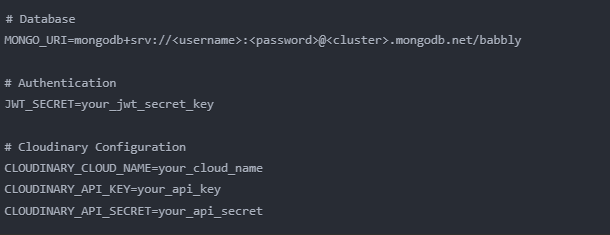 # Database
MONGO_URI=mongodb+srv://<username>:<password>@<cluster>.mongodb.net/babbly
# Authentication
JWT_SECRET=your_jwt_secret_key
# Cloudinary Configuration
CLOUDINARY_CLOUD_NAME=your_cloud_name
CLOUDINARY_API_KEY=your_api_key
CLOUDINARY_API_SECRET=your_api_secret